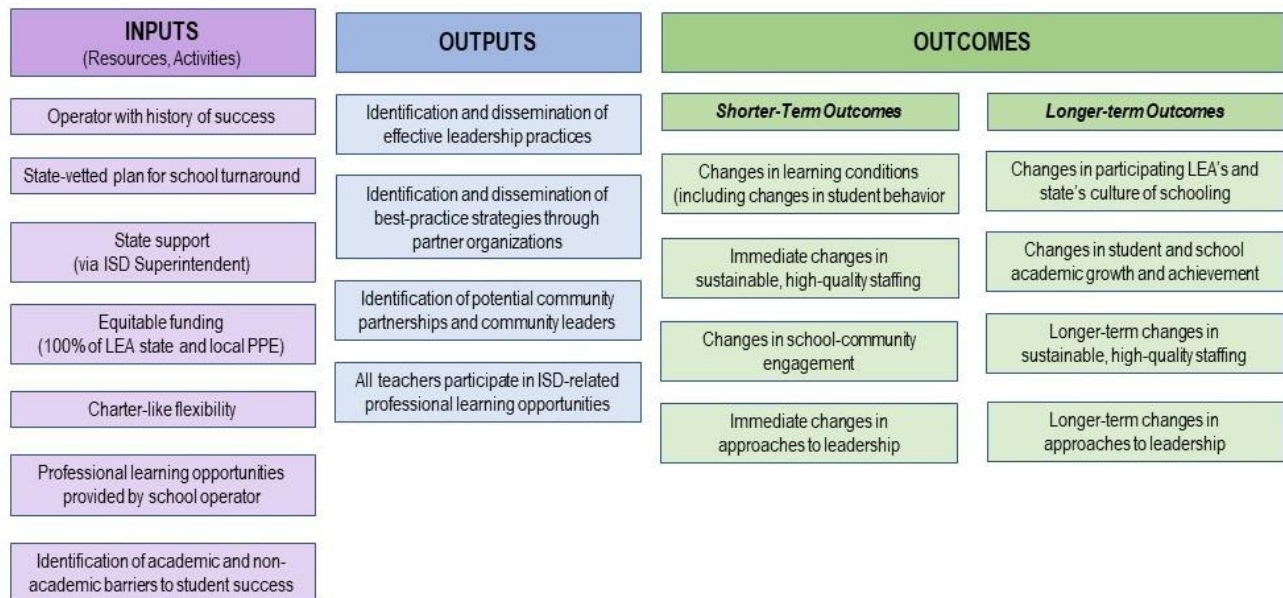 INPUTS
(Resources, Activities)
Operator with history of success
State-vetted plan for school turnaround
State support
(via ISD Superintendent)
Equitable funding
(100% of LEA state and local PPE)
Charter-like flexibility
Professional learning opportunities
provided by school operator
Identification of academic and non-
academic barriers to student success
OUTPUTS
Identification and dissemination of
effective leadership practices
Identification and dissemination of
best-practice strategies through
partner organizations
Identification of potential community
partnerships and community leaders
All teachers participate in ISD-related
professional learning opportunities
OUTCOMES
Shorter-Term Outcomes
Changes in learning conditions
(including changes in student behavior
Immediate changes in
sustainable, high-quality staffing
Changes in school-community
engagement
Immediate changes in
approaches to leadership
Longer-term Outcomes
Changes in participating LEA's and
state's culture of schooling
Changes in student and school
academic growth and achievement
Longer-term changes in
sustainable, high-quality staffing
Longer-term changes in
approaches to leadership